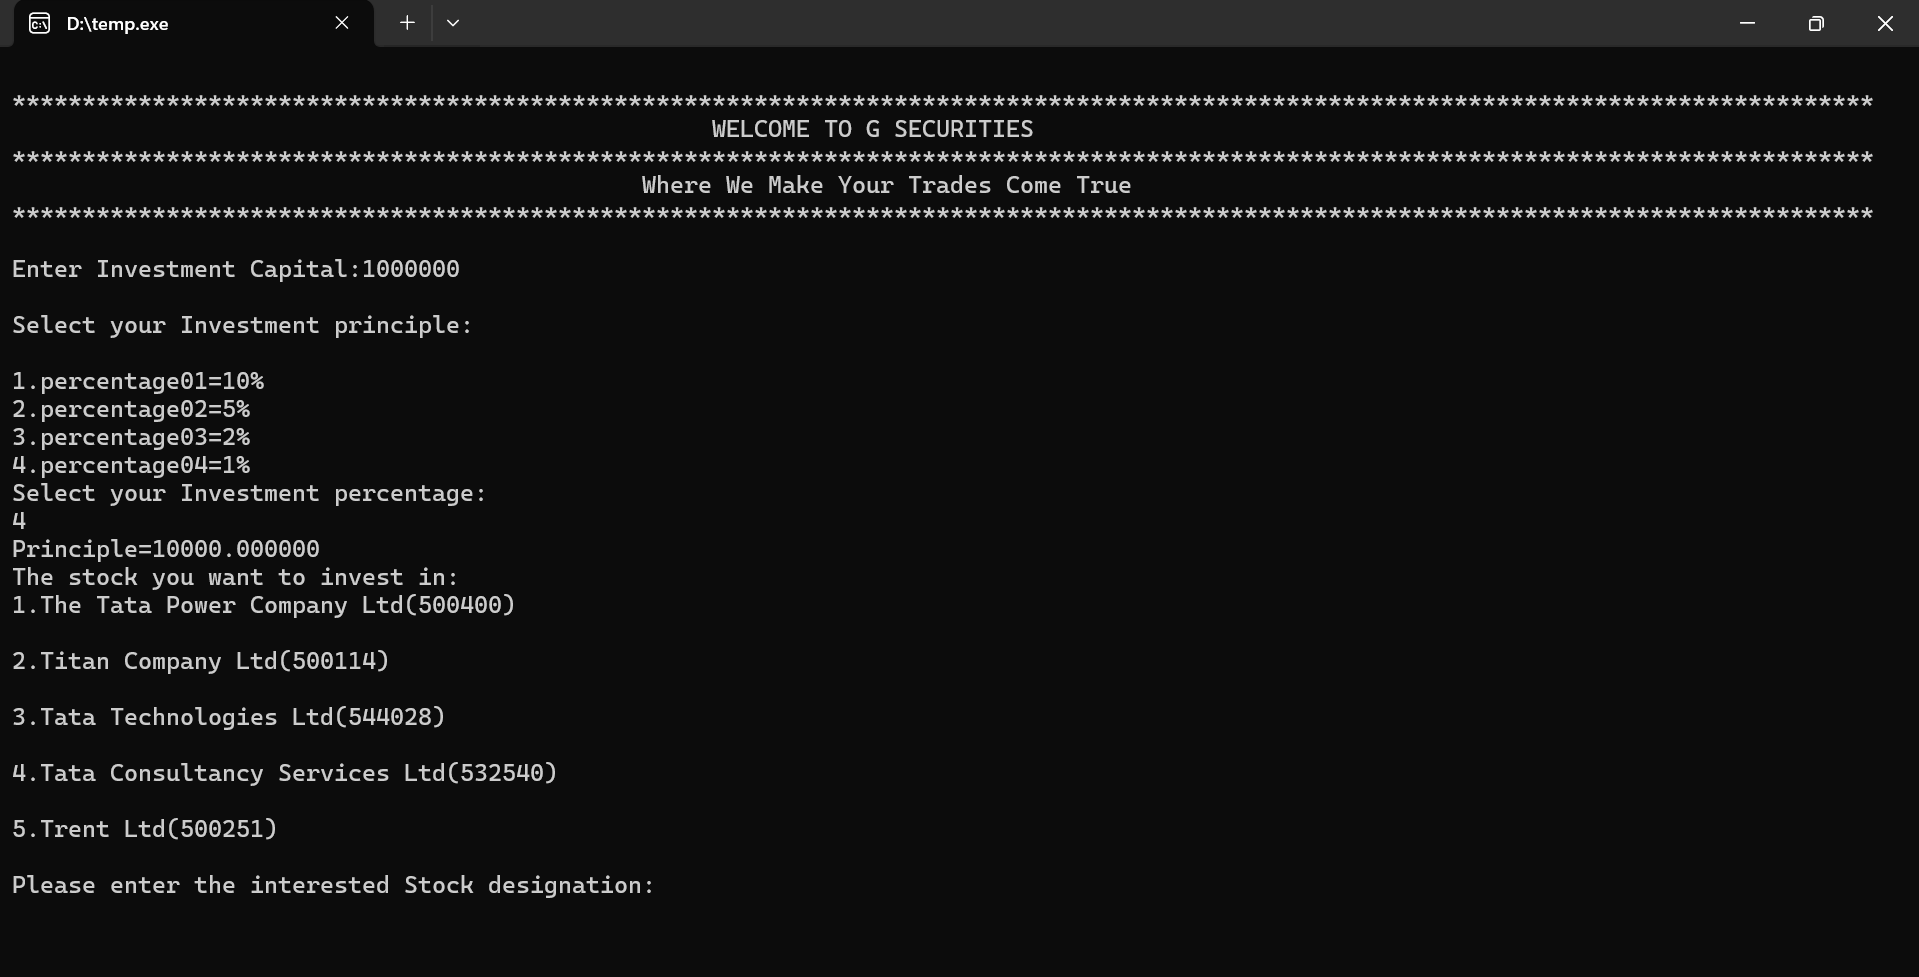 D:\temp.exe
*************************************************************************************************************************************
WELCOME TO G SECURITIES
*************************************************************************************************************************************
Where We Make Your Trades Come True
*************************************************************************************************************************************
Enter Investment Capital:1000000
Select your Investment principle:
1.percentage01=10%
2.percentage02=5%
3.percentage03=2%
4.percentage04=1%
Select your Investment percentage:
4
Principle=10000.000000
The stock you want to invest in:
1.The Tata Power Company Ltd(500400)
2.Titan Company Ltd(500114)
3.Tata Technologies Ltd(544028)
4.Tata Consultancy Services Ltd(532540)
5.Trent Ltd(500251)
Please enter the interested Stock designation: